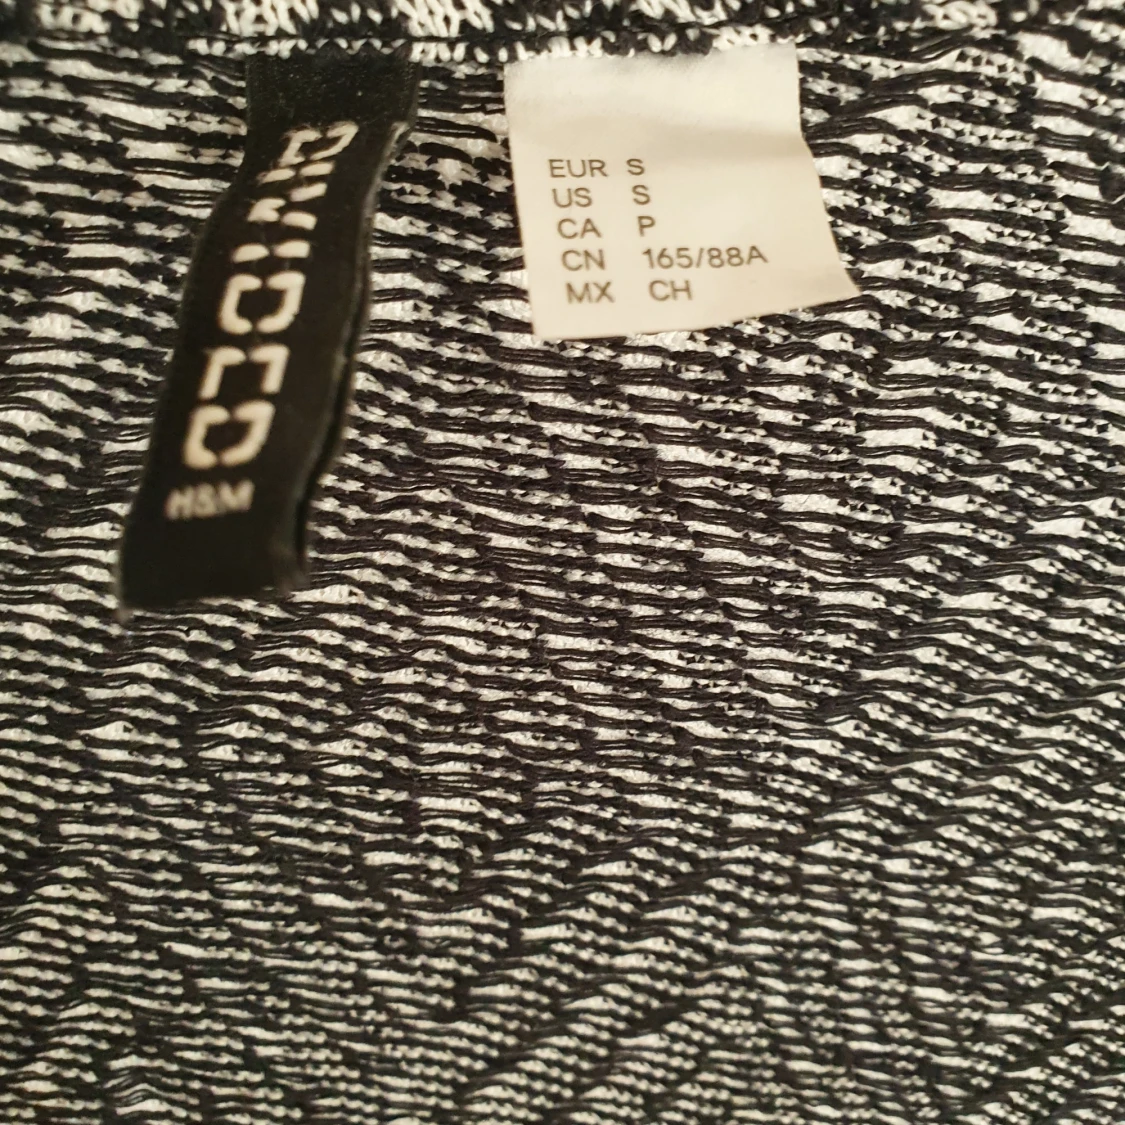 DIVIDED
H&M
EUR S
US S
CA P
CN 165/88A
MX CH